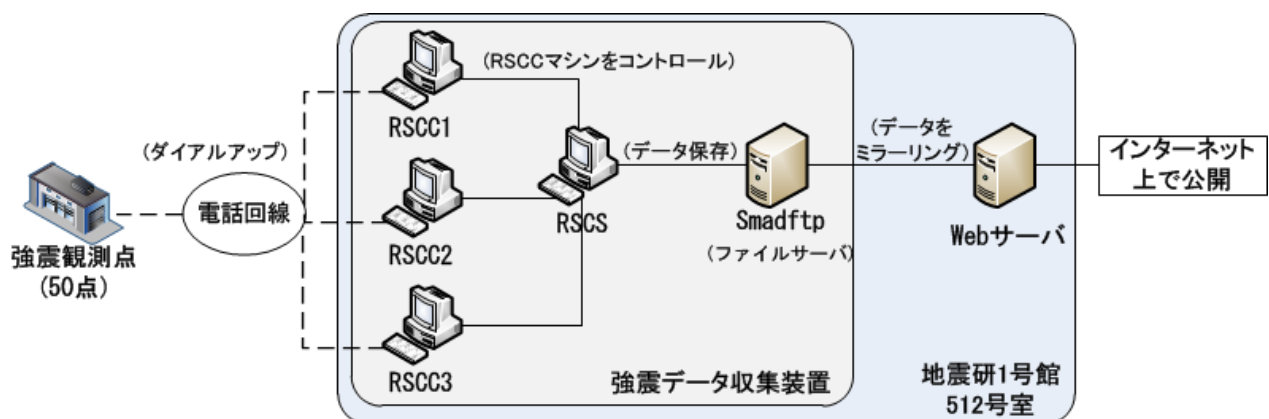 (RSCCマシンをコントロール)
RSCC1
(ダイアルアップ)
電話回線
強震観測点
(50点)
RSCC2
RSCS
(データ保存)
Smadftp
(ファイルサーバ)
(データを
ミラーリング)
Webサーバ
インターネット
上で公開
RSCC3
強震データ収集装置
地震研1号館
512号室